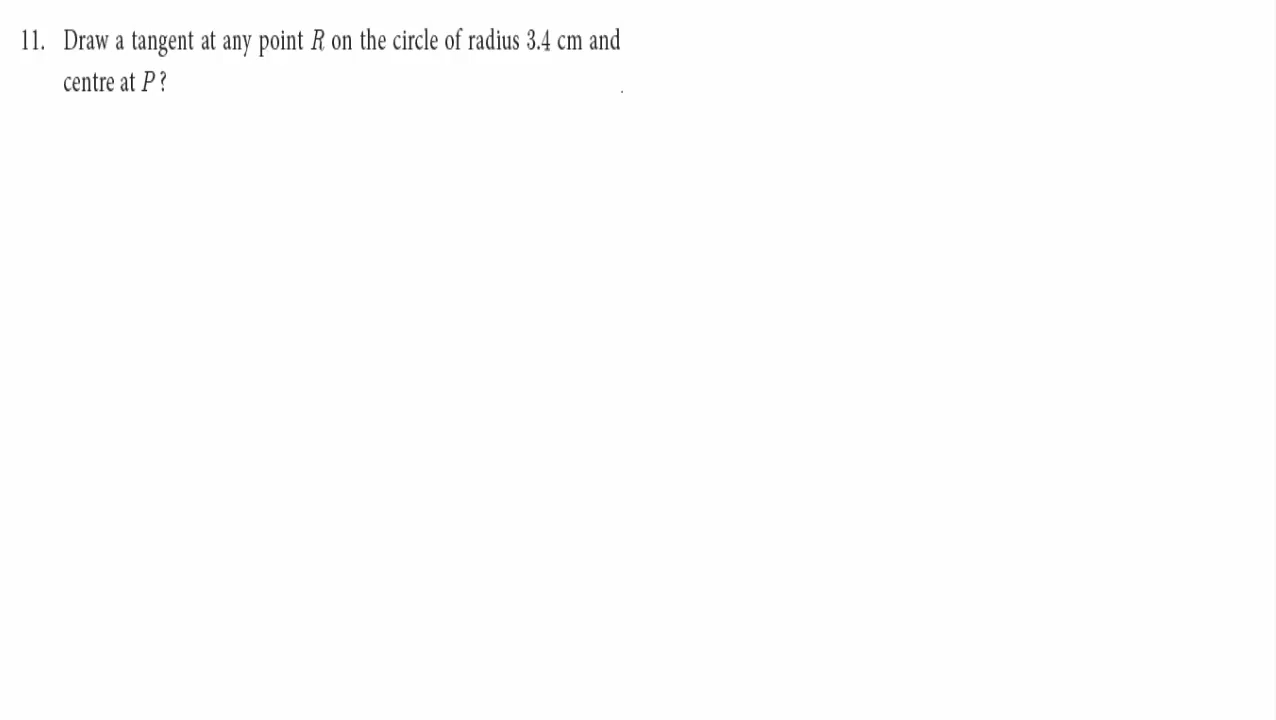 11. Draw a tangent at any point R on the circle of radius 3.4 cm and
centre at P?